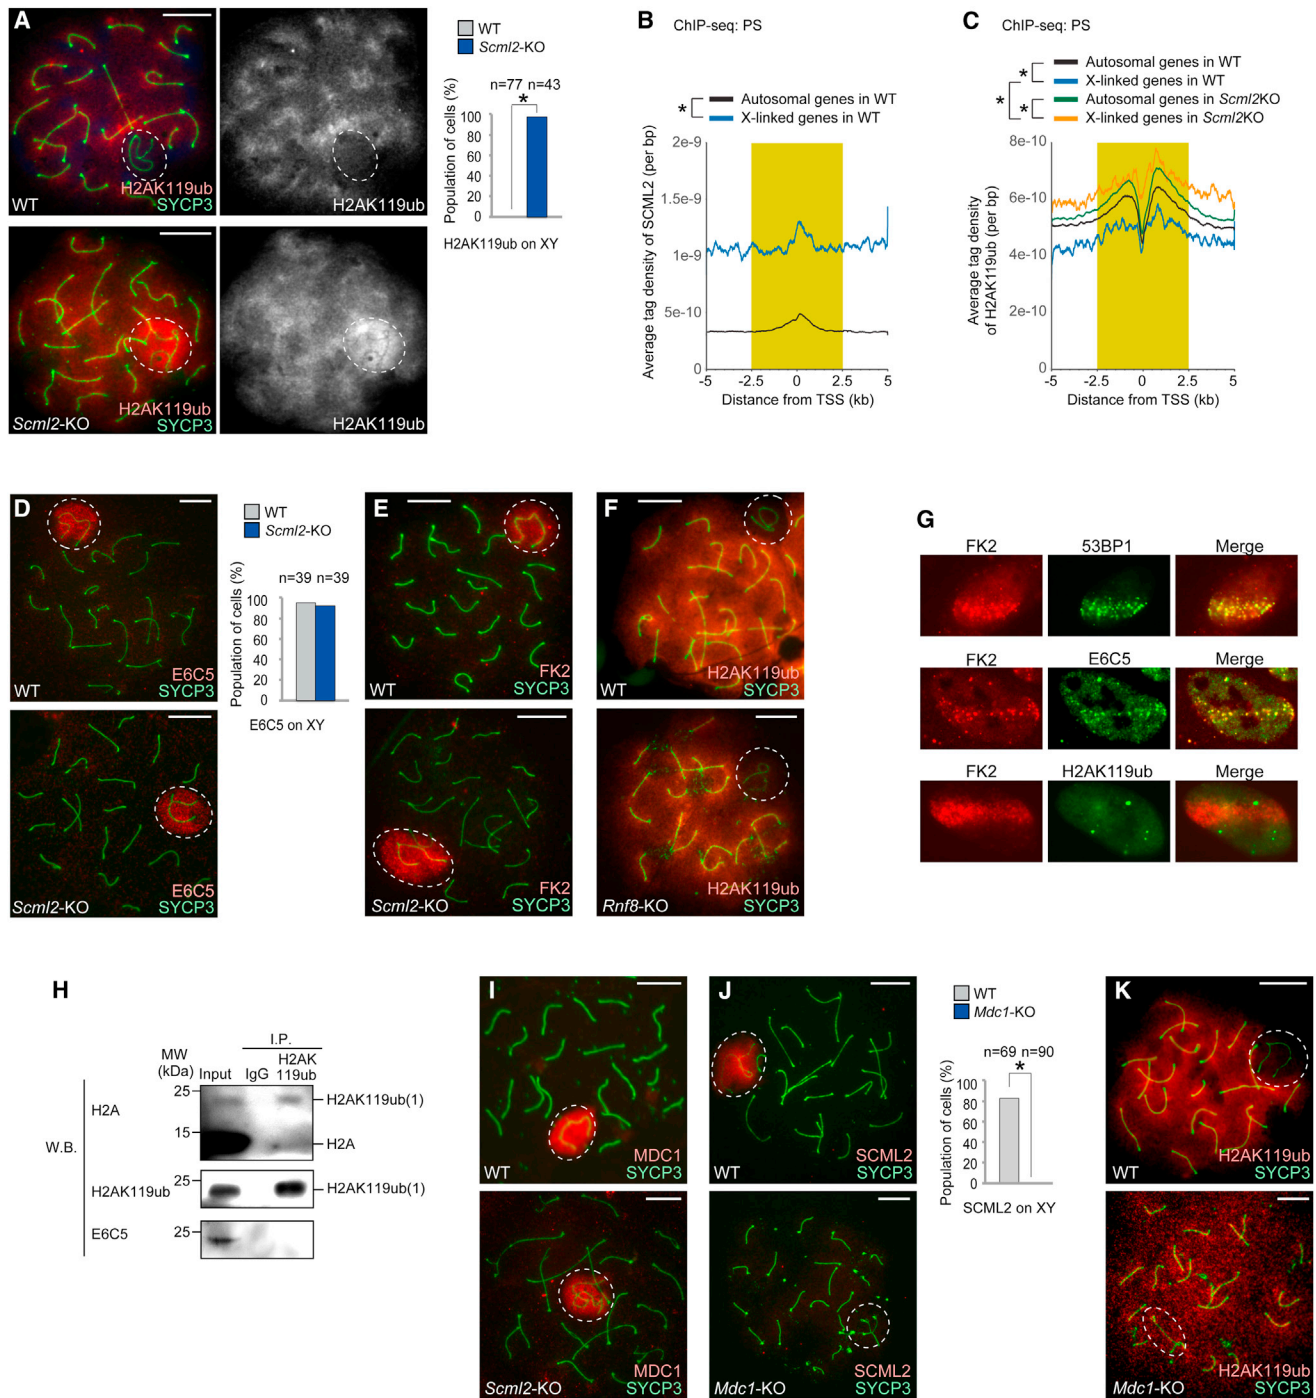 A
H2AK119ub
SYCP3
WT
H2AK119ub
H2AK119ub
SYCP3
Scml2-KO
H2AK119ub
WT
Scml2-KO
n=77 n=43
*
Population of cells (%)
100
80
60
40
20
0
H2AK119ub on XY
B
ChIP-seq: PS
*
Autosomal genes in WT
X-linked genes in WT
Average tag density of SCML2 (per bp)
2e-9
1.5e-9
1e-9
5e-10
0
-5
-2.5
0
2.5
5
Distance from TSS (kb)
C
ChIP-seq: PS
*
*
*
Autosomal genes in WT
X-linked genes in WT
Autosomal genes in Scml2KO
X-linked genes in Scml2KO
Average tag density
of H2AK119ub (per bp)
8e-10
6e-10
4e-10
2e-10
0
-5
-2.5
0
2.5
5
Distance from TSS (kb)
D
E6C5
SYCP3
WT
E6C5
SYCP3
Scml2-KO
WT
Scml2-KO
n=39 n=39
Population of cells (%)
100
80
60
40
20
0
E6C5 on XY
E
FK2
SYCP3
WT
FK2
SYCP3
Scml2-KO
F
H2AK119ub
SYCP3
WT
H2AK119ub
SYCP3
Rnf8-KO
G
FK2
53BP1
Merge
FK2
E6C5
Merge
FK2
H2AK119ub
Merge
H
I.P.
MW
(kDa)
Input
IgG
H2AK
119ub
W.B.
H2A
25
15
H2AK119ub(1)
H2A
H2AK119ub
25
H2AK119ub(1)
E6C5
25
I
MDC1
SYCP3
WT
MDC1
SYCP3
Scml2-KO
J
SCML2
SYCP3
WT
SCML2
SYCP3
Mdc1-KO
WT
Mdc1-KO
n=69 n=90
*
Population of cells (%)
100
80
60
40
20
0
SCML2 on XY
K
H2AK119ub
SYCP3
WT
H2AK119ub
SYCP3
Mdc1-KO